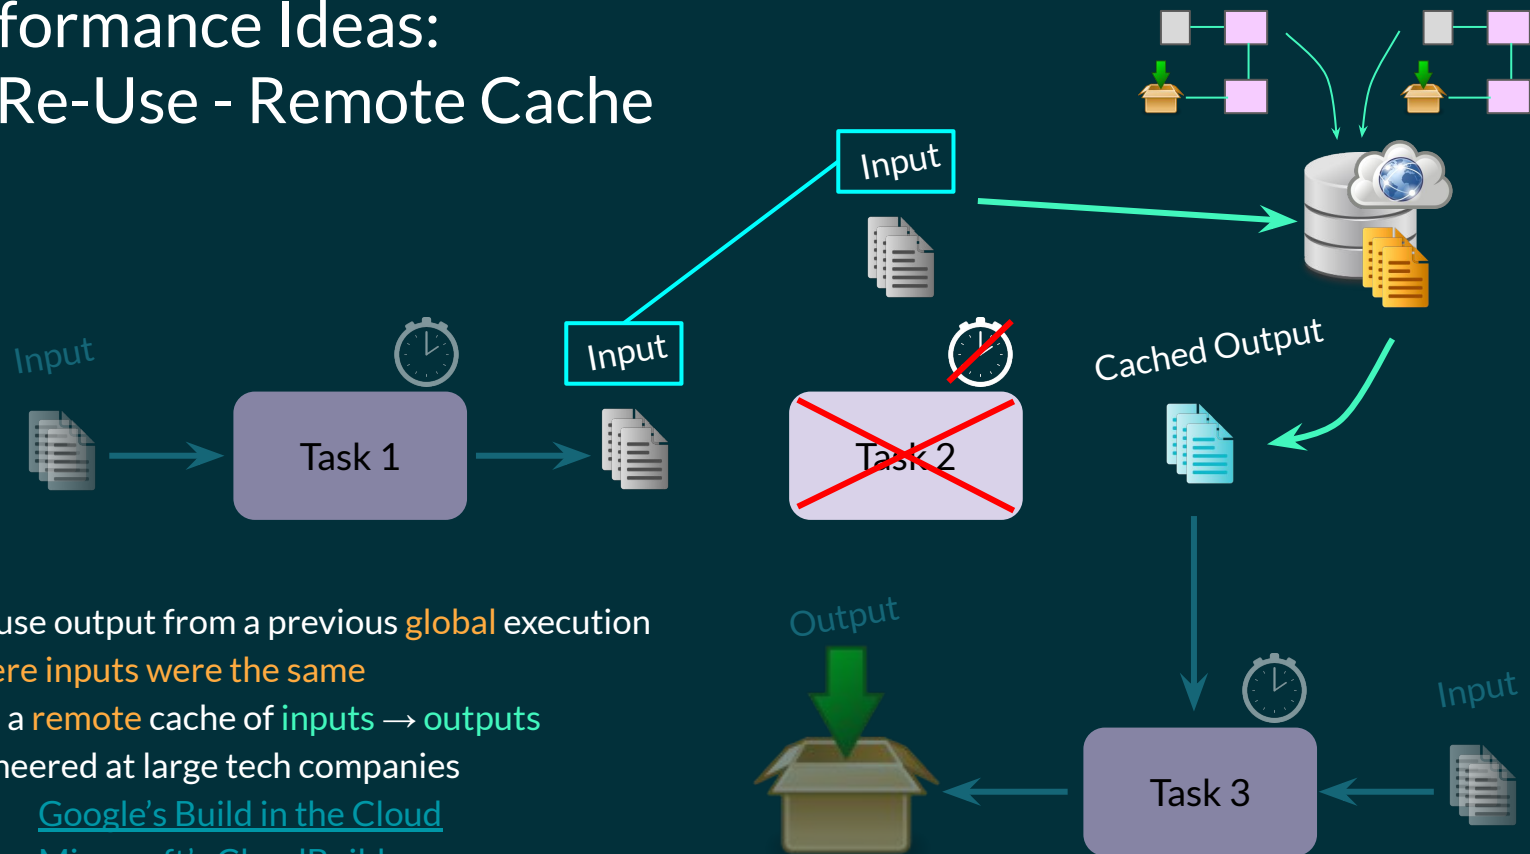 formance Ideas:
Re-Use - Remote Cache
Input
Input
Input
Cached Output
Task 1
Task 2
use output from a previous global execution
ere inputs were the same
a remote cache of inputs → outputs
neered at large tech companies
Google's Build in the Cloud
Microsoft's CloudBuild
Output
Input
Task 3